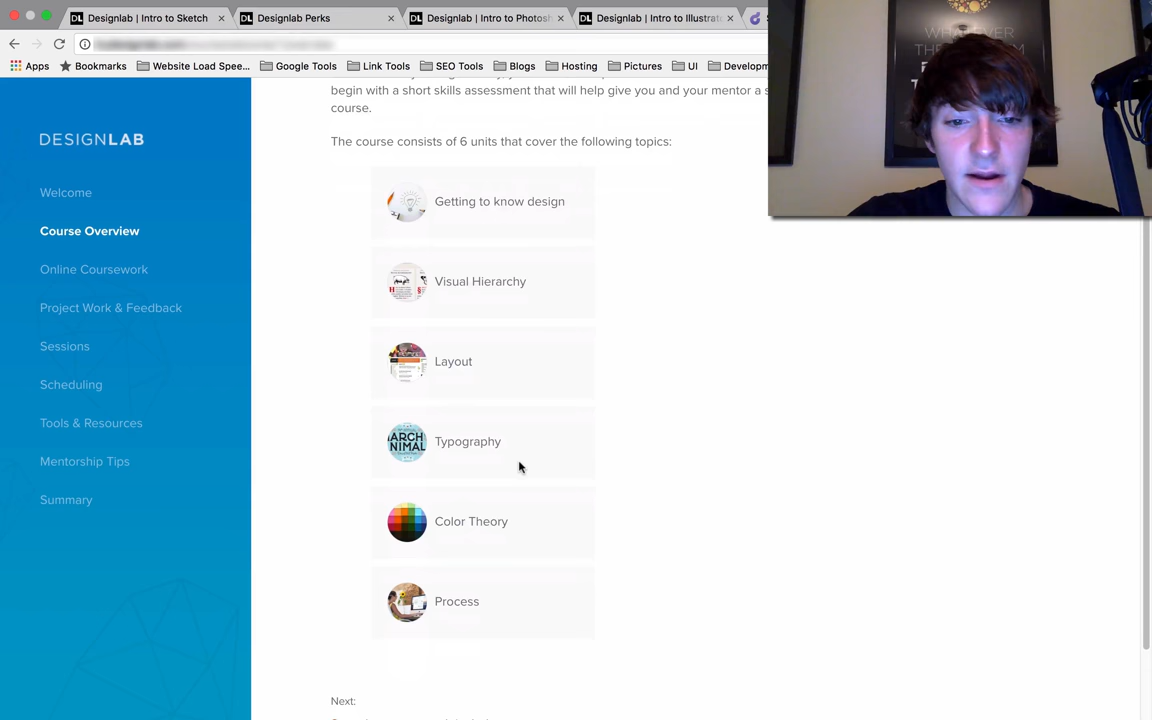 Designlab | Intro to Sketch
Designlab Perks
Designlab | Intro to Photosh
Designlab | Intro to Illustrat
Apps
Bookmarks
Website Load Spee...
Google Tools
Link Tools
SEO Tools
Blogs
Hosting
Pictures
UI
Develop
DESIGNLAB
Welcome
Course Overview
Online Coursework
Project Work & Feedback
Sessions
Scheduling
Tools & Resources
Mentorship Tips
Summary
begin with a short skills assessment that will help give you and your mentor a s
course.
The course consists of 6 units that cover the following topics:
Getting to know design
Visual Hierarchy
Layout
Typography
ARCH
NIMAL
Color Theory
Process
Next:
WHATEVER